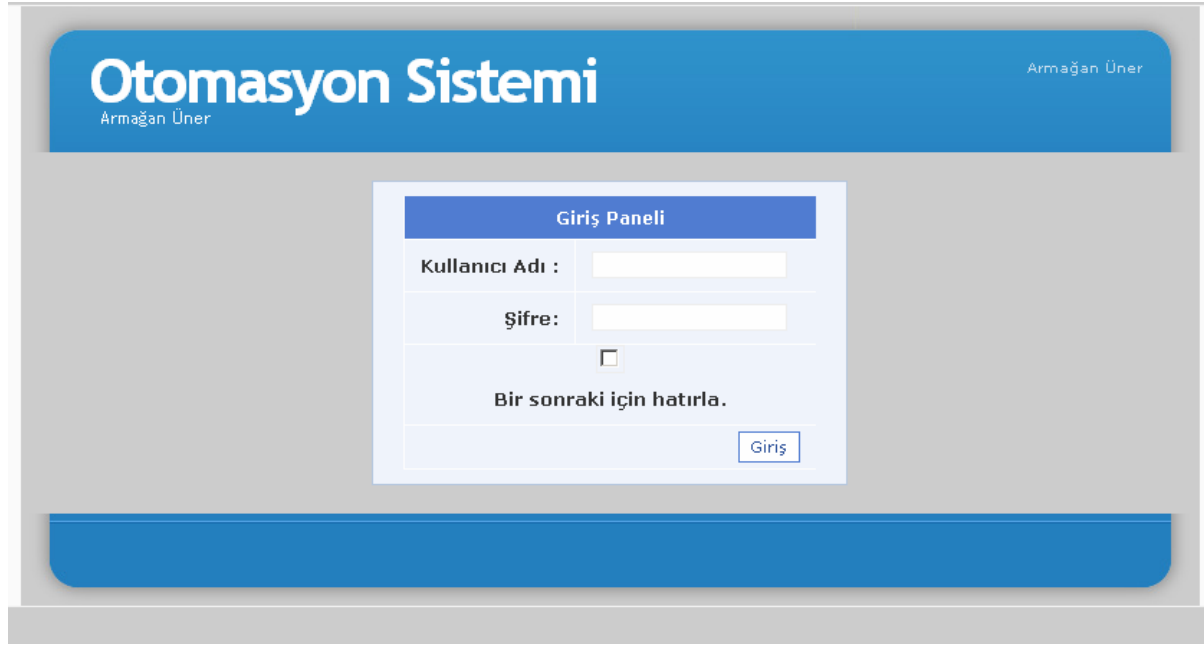 Otomasyon Sistemi
Armağan Üner
Armağan Üner
Giriş Paneli
Kullanıcı Adı :
Şifre:
Bir sonraki için hatırla.
Giriş